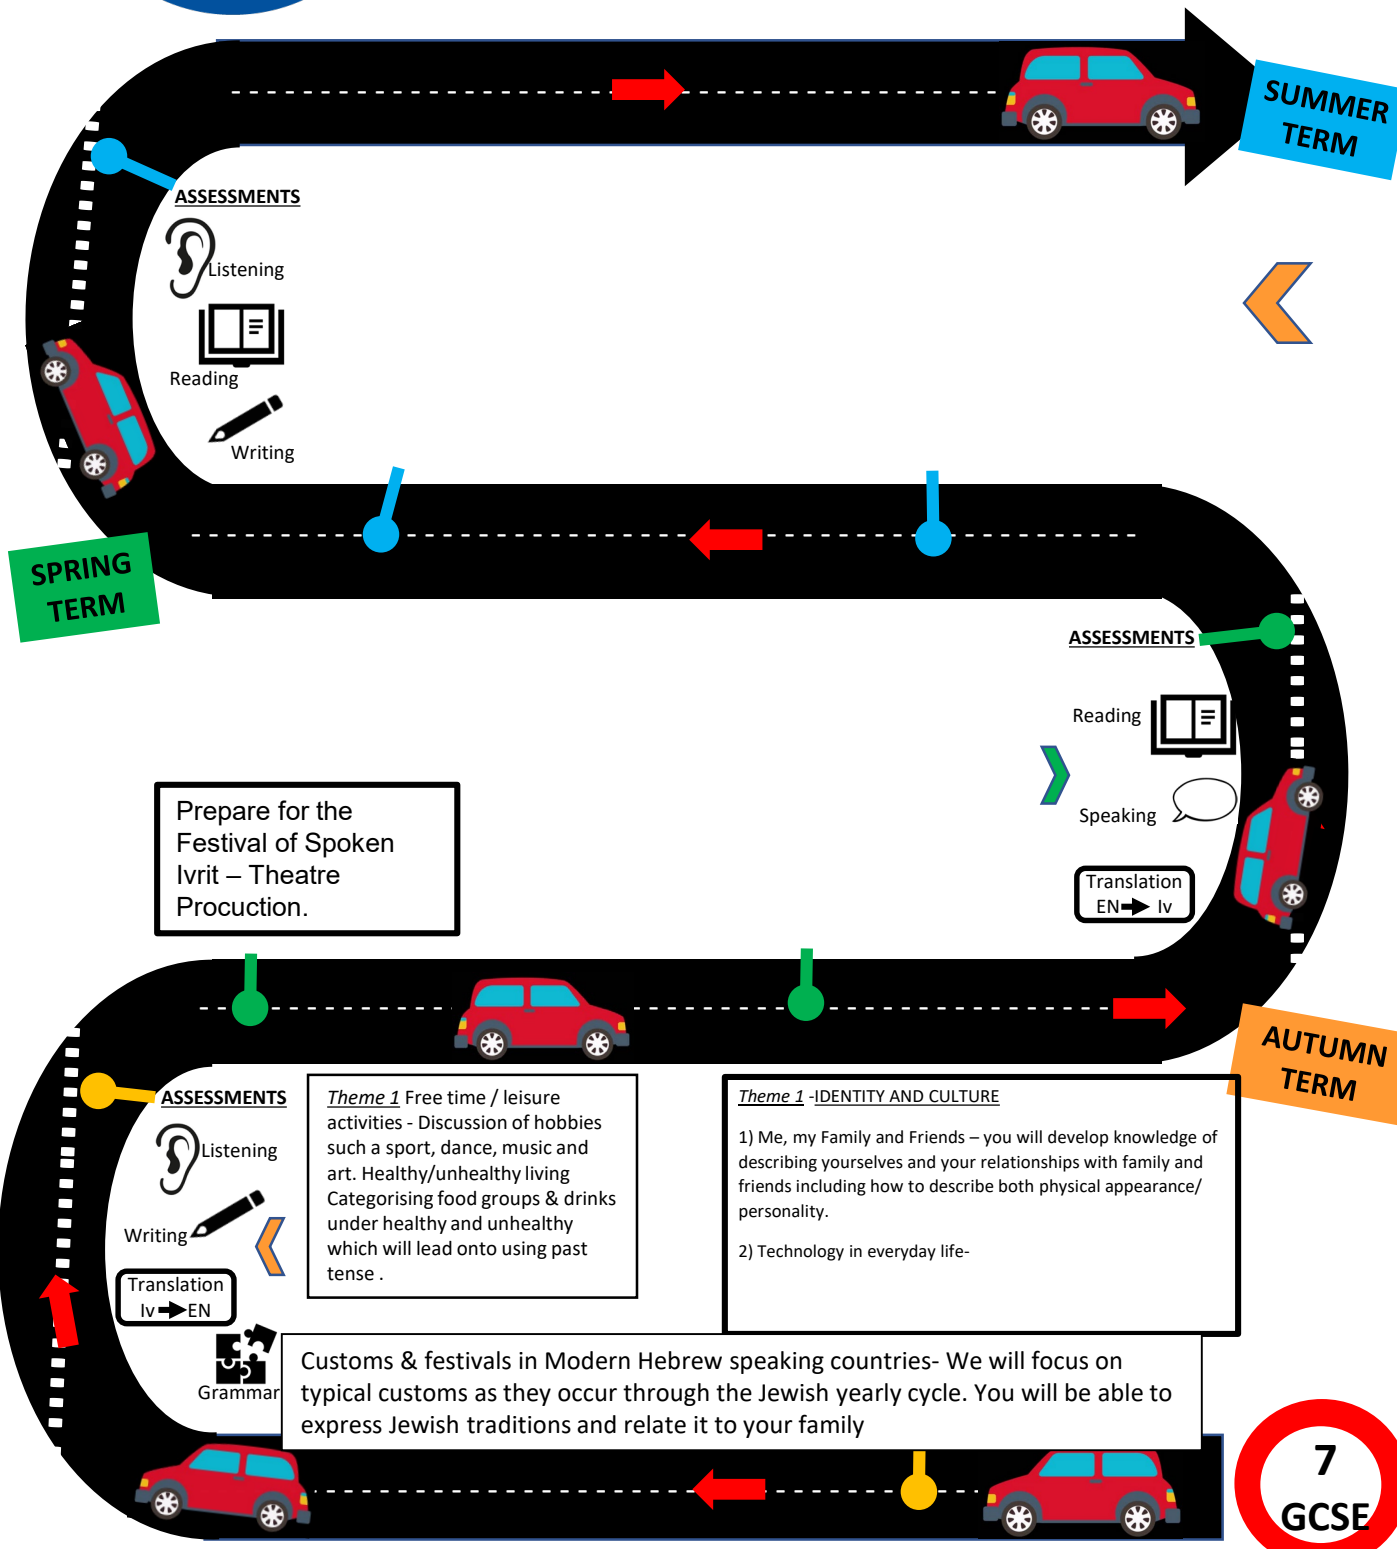 SUMMER
TERM
ASSESSMENTS
Listening
Reading
Writing
SPRING
TERM
ASSESSMENTS
Reading
Speaking
Translation
EN Iv
Prepare for the
Festival of Spoken
Ivrit – Theatre
Procuction.
AUTUMN
TERM
ASSESSMENTS
Listening
Writing
Translation
Iv EN
Grammar
Theme 1 Free time / leisure
activities - Discussion of hobbies
such a sport, dance, music and
art. Healthy/unhealthy living
Categorising food groups & drinks
under healthy and unhealthy
which will lead onto using past
tense .
Theme 1 -IDENTITY AND CULTURE
1) Me, my Family and Friends – you will develop knowledge of
describing yourselves and your relationships with family and
friends including how to describe both physical appearance/
personality.
2) Technology in everyday life-
Customs & festivals in Modern Hebrew speaking countries- We will focus on
typical customs as they occur through the Jewish yearly cycle. You will be able to
express Jewish traditions and relate it to your family
7
GCSE